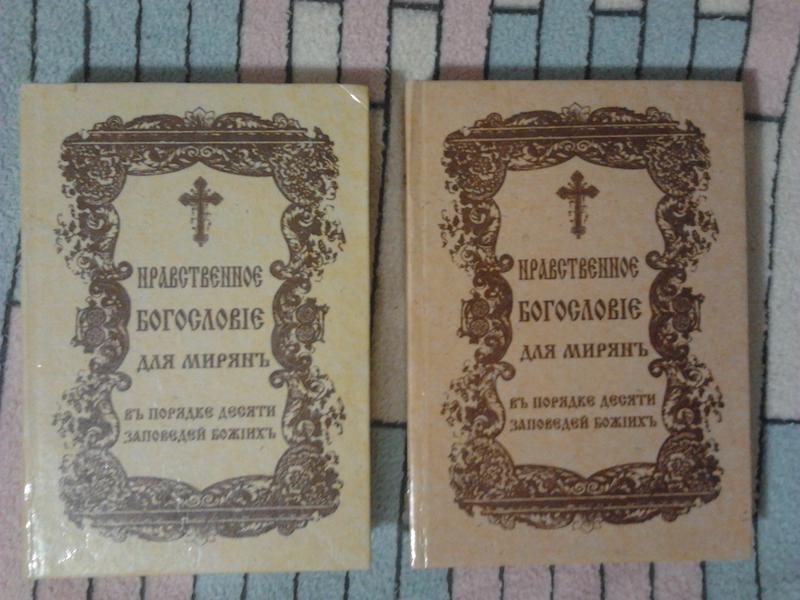 НРАВСТВЕННОЕ
БОГОСЛОВІЕ
ДЛЯ МИРЯНЪ
ВЪ ПОРЯДКЕ ДЕСЯТИ
ЗАПОВЕДЕЙ БОЖІИХЪ
НРАВСТВЕННОЕ
БОГОСЛОВІЕ
ДЛЯ МИРЯНЪ
ВЪ ПОРЯДКЕ ДЕСЯТИ
ЗАПОВЕДЕЙ БОЖІИХЪ